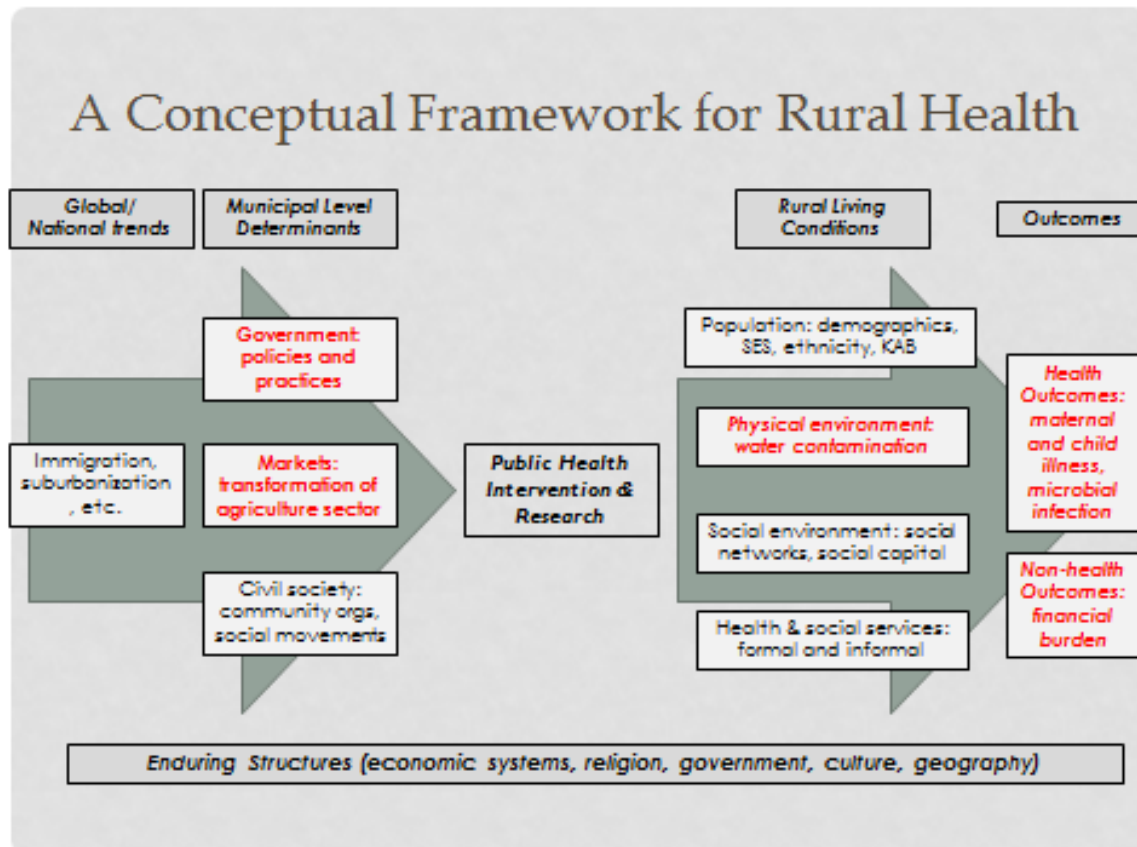 A Conceptual Framework for Rural Health
Global/
National trends
Municipal Level
Determinants
Rural Living
Conditions
Outcomes
Immigration,
suburbanization
, etc.
Government:
policies and
practices
Markets:
transformation of
agriculture sector
Civil society:
community orgs,
social movements
Public Health
Intervention &
Research
Population: demographics,
SES, ethnicity, KAB
Physical environment:
water contamination
Social environment: social
networks, social capital
Health & social services:
formal and informal
Health
Outcomes:
maternal
and child
illness,
microbial
infection
Non-health
Outcomes:
financial
burden
Enduring Structures (economic systems, religion, government, culture, geography)